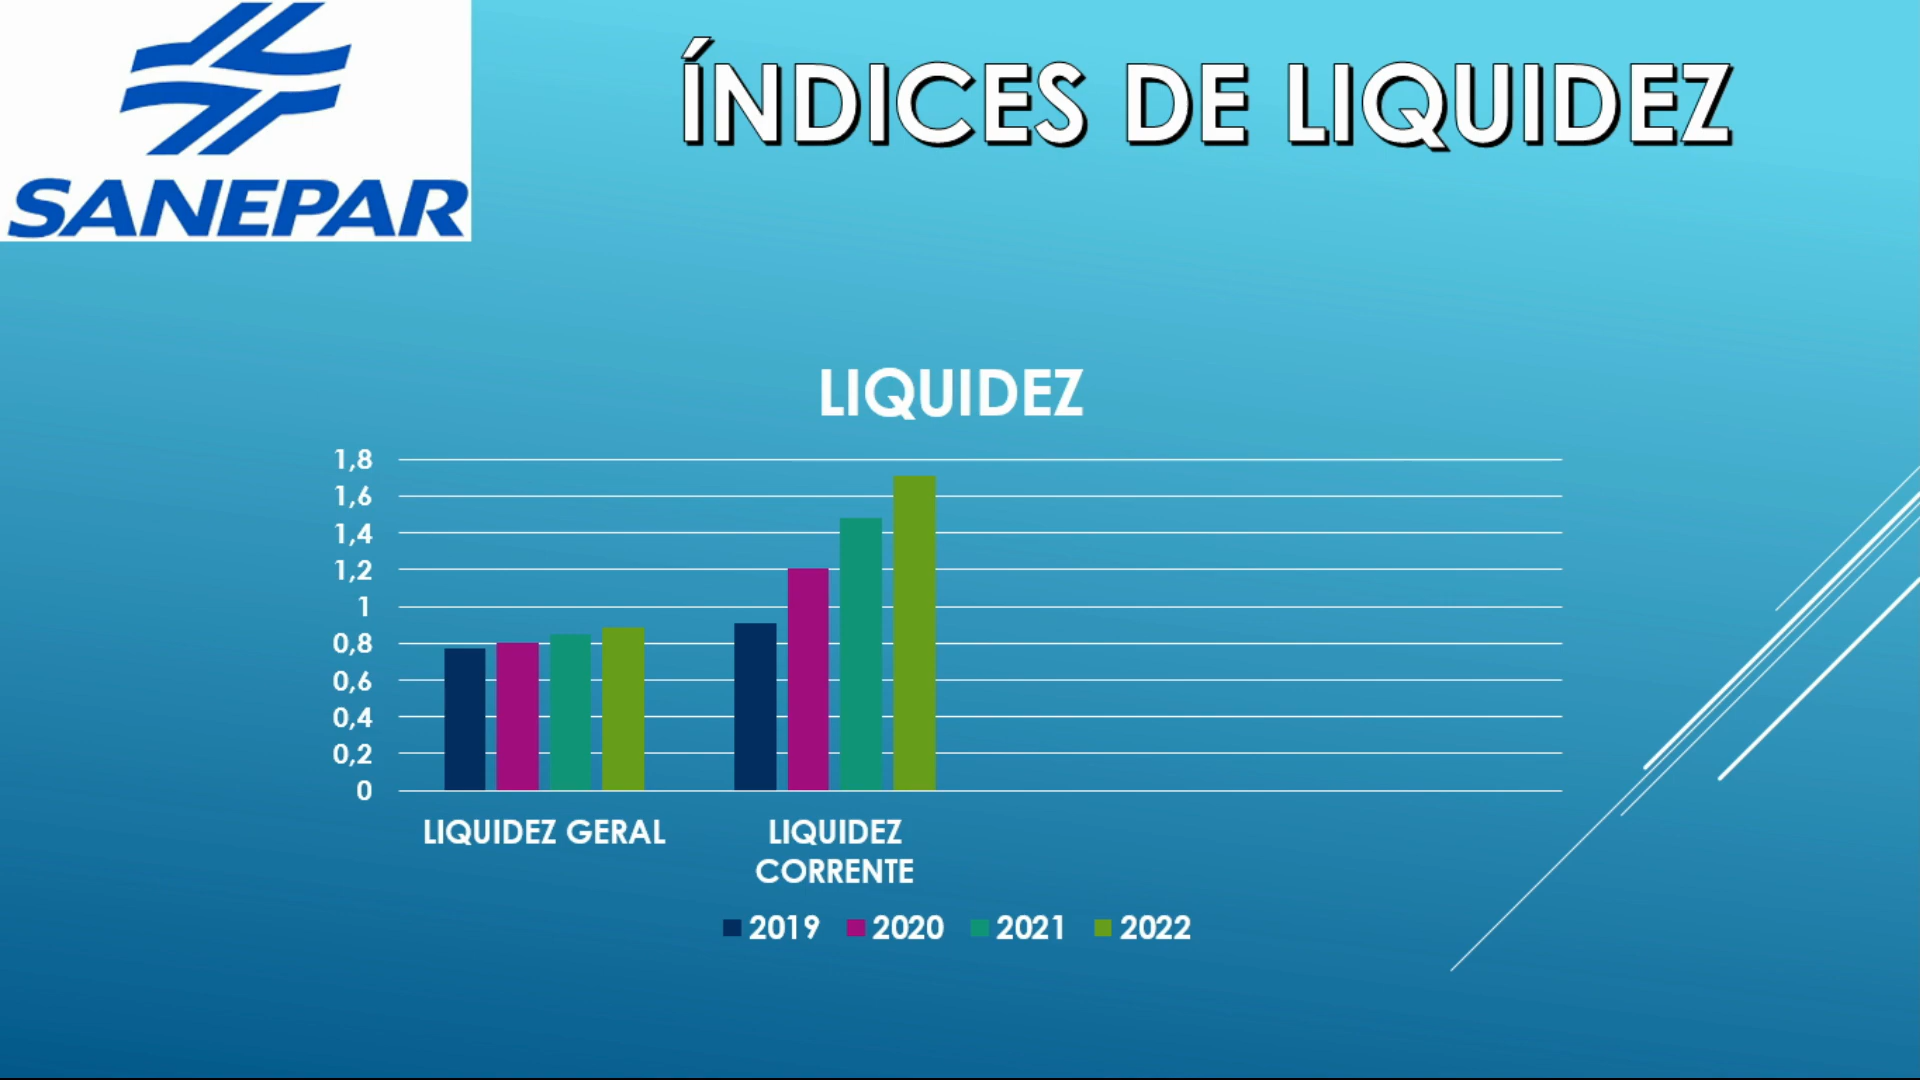 SANEPAR
ÍNDICES DE LIQUIDEZ
LIQUIDEZ
1,8
1,6
1,4
1,2
1
0,8
0,6
0,4
0,2
0
LIQUIDEZ GERAL
LIQUIDEZ
CORRENTE
2019 2020 2021 2022